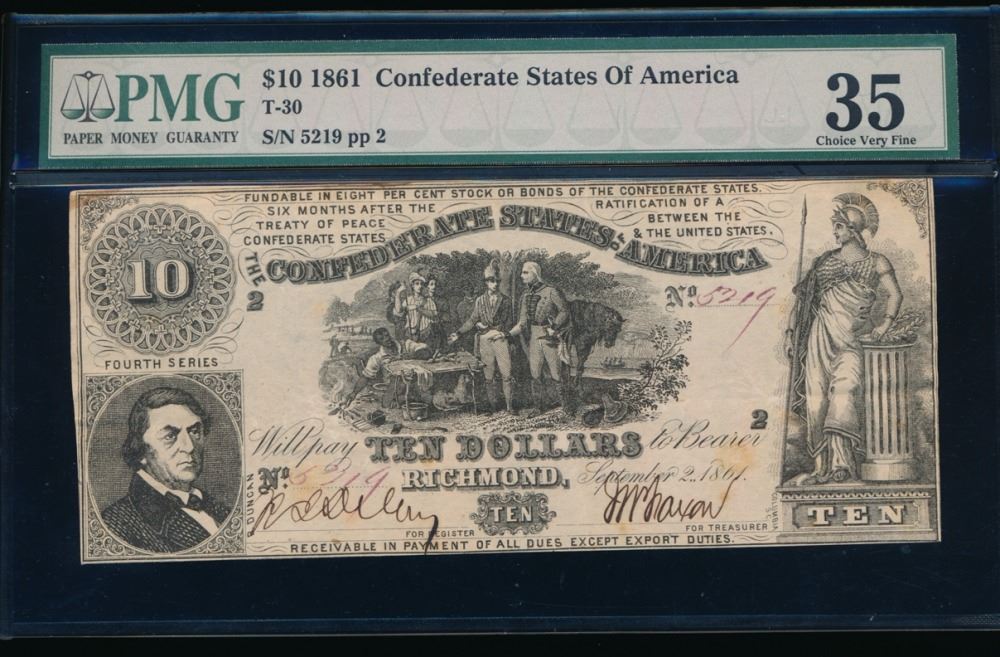 PMG
PAPER MONEY GUARANTY
$10 1861 Confederate States Of America
T-30
S/N 5219 pp 2
35
Choice Very Fine
FUNDABLE IN EIGHT PER CENT STOCK OR BONDS OF THE CONFEDERATE STATES.
SIX MONTHS AFTER THE RATIFICATION OF A
TREATY OF PEACE BETWEEN THE
CONFEDERATE STATES & THE UNITED STATES.
THE CONFEDERATE STATES OF AMERICA
10
2
No. 5219
FOURTH SERIES
2
Will pay TEN DOLLARS to Bearer
No. 5219
RICHMOND, September 2, 1861.
B. DUNCAN
COLUMBIA S.C.
TEN
TEN
FOR REGISTER
FOR TREASURER
RECEIVABLE IN PAYMENT OF ALL DUES EXCEPT EXPORT DUTIES.